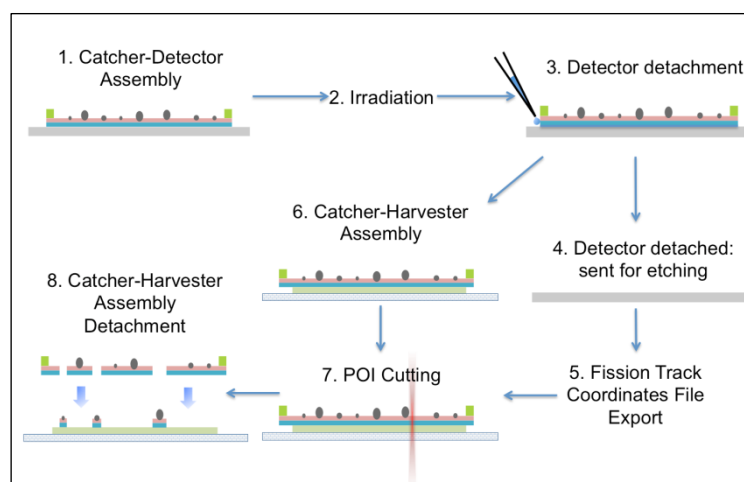 1. Catcher-Detector
Assembly
2. Irradiation
3. Detector detachment
6. Catcher-Harvester
Assembly
4. Detector detached:
sent for etching
8. Catcher-Harvester
Assembly
Detachment
7. POI Cutting
5. Fission Track
Coordinates File
Export